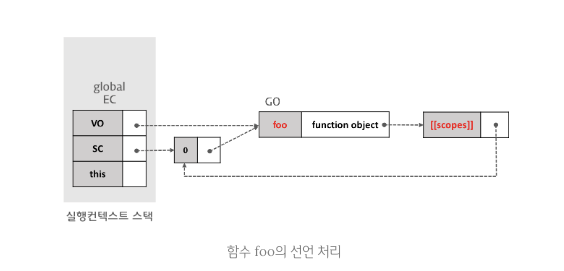 global
EC
GO
VO
foo
function object
[[scopes]]
SC
0
this
실행컨텍스트 스택
함수 foo의 선언 처리